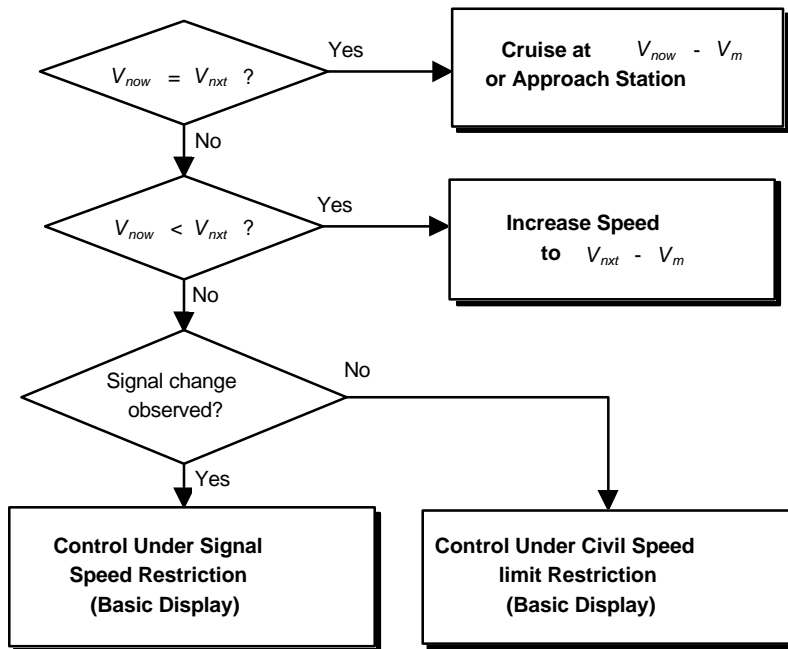 V_now = V_nxt ?
Yes
Cruise at V_now - V_m
or Approach Station
No
V_now < V_nxt ?
Yes
Increase Speed
to V_nxt - V_m
No
Signal change
observed?
No
Yes
Control Under Signal
Speed Restriction
(Basic Display)
Control Under Civil Speed
limit Restriction
(Basic Display)